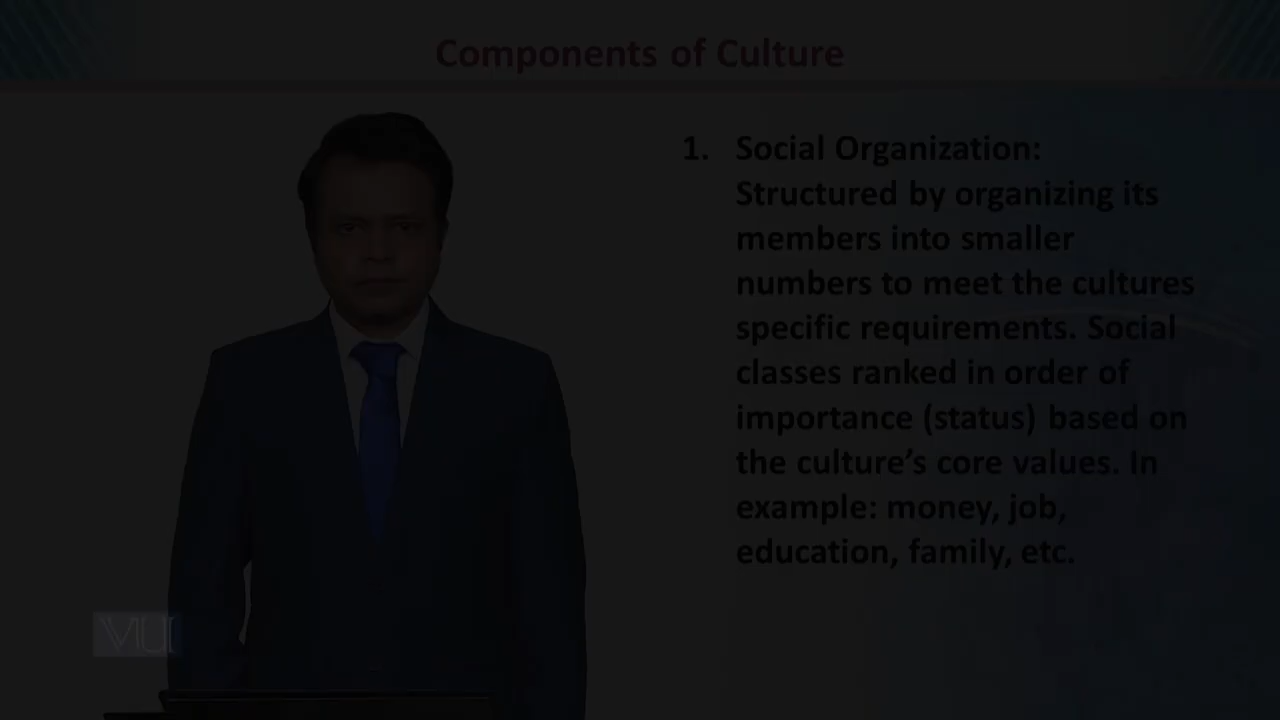 Components of Culture
1. Social Organization:
Structured by organizing its
members into smaller
numbers to meet the cultures
specific requirements. Social
classes ranked in order of
importance (status) based on
the culture’s core values. In
example: money, job,
education, family, etc.
VU